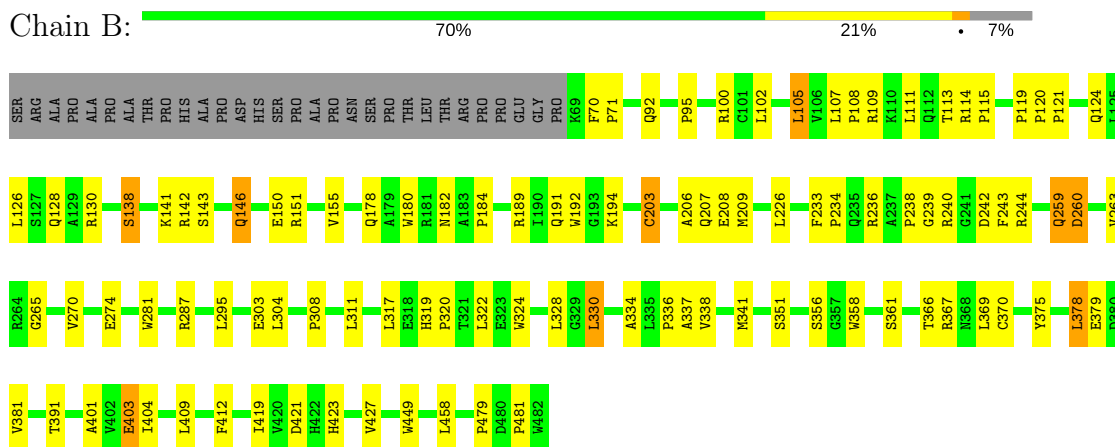 Chain B:
70% 21% • 7%
SER ARG ALA PRO ALA PRO PRO ALA THR PRO HIS ALA PRO ASP HIS SER PRO ALA PRO ASN SER PRO THR LEU THR ARG PRO PRO GLU GLY PRO K69 F70 P71 Q92 P95 R100 C101 L102 L105 V106 L107 P108 R109 K110 L111 Q112 T113 R114 P115 P119 P120 P121 Q124 L125
L126 S127 Q128 A129 R130 S138 K141 R142 S143 Q146 E150 R151 V155 Q178 A179 W180 R181 N182 A183 P184 R189 I190 Q191 W192 G193 K194 C203 A206 Q207 E208 M209 L226 F233 P234 Q235 R236 A237 P238 G239 R240 G241 D242 F243 R244 Q259 D260 V263
R264 G265 V270 E274 W281 R287 L295 E303 L304 P308 L311 L317 E318 H319 P320 T321 L322 E323 W324 L328 G329 L330 A334 L335 P336 A337 V338 M341 S351 S356 G357 W358 S361 T366 R367 N368 L369 C370 Y375 L378 E379 D380
V381 T391 A401 V402 E403 I404 L409 F412 I419 V420 D421 H422 H423 V427 W449 L458 P479 D480 P481 W482